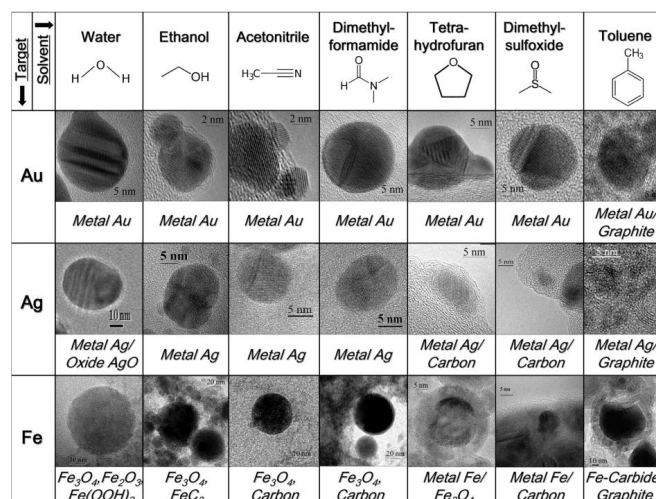 Target
Solvent
Water
Ethanol
Acetonitrile
Dimethyl-
formamide
Tetra-
hydrofuran
Dimethyl-
sulfoxide
Toluene
H O H
OH
H₃C N
O
H N
O
O
S
CH₃
Au
5 nm
2 nm
2 nm
5 nm
5 nm
5 nm
Metal Au
Metal Au
Metal Au
Metal Au
Metal Au
Metal Au
Metal Au/
Graphite
Ag
10 nm
5 nm
5 nm
5 nm
5 nm
5 nm
Metal Ag/
Oxide AgO
Metal Ag
Metal Ag
Metal Ag
Metal Ag/
Carbon
Metal Ag/
Carbon
Metal Ag/
Graphite
Fe
10 nm
20 nm
10 nm
20 nm
5 nm
5 nm
10 nm
Fe₃O₄,Fe₂O₃,
Fe₃O₄,
Fe₃O₄,
Carbon
Fe₃O₄,
Carbon
Metal Fe/
Fe₃O₄
Metal Fe/
Carbon
Fe-Carbide/
Graphite